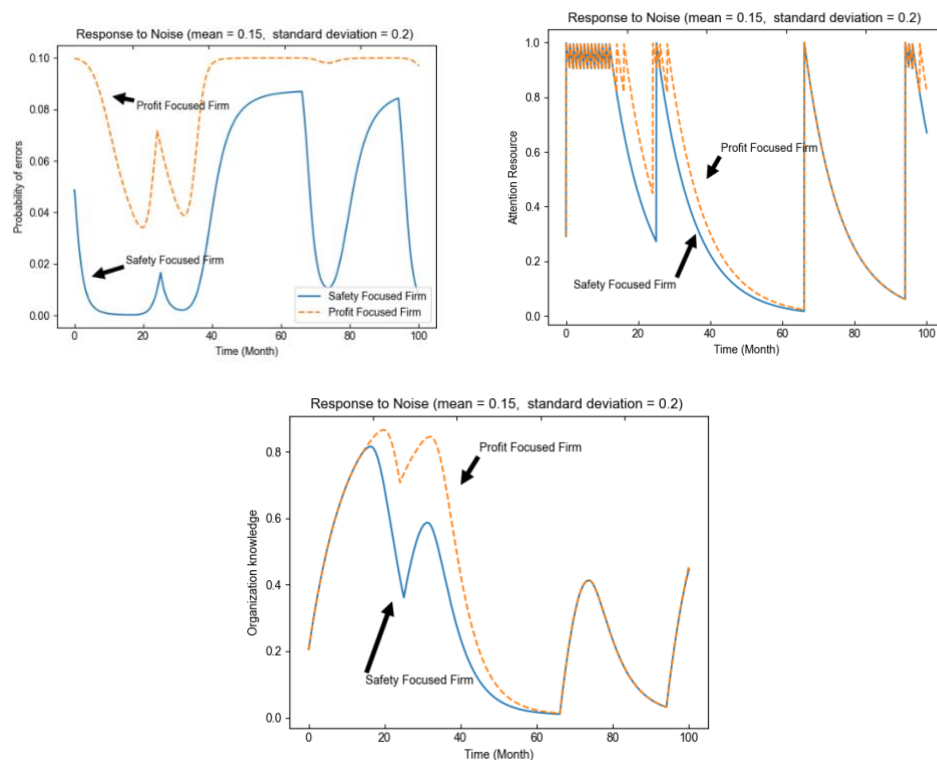 Response to Noise (mean = 0.15, standard deviation = 0.2)
0.10
0.08
0.06
0.04
0.02
0.00
Probability of errors
Profit Focused Firm
Safety Focused Firm
Safety Focused Firm
Profit Focused Firm
0 20 40 60 80 100
Time (Month)
Response to Noise (mean = 0.15, standard deviation = 0.2)
1.0
0.8
0.6
0.4
0.2
0.0
Attention Resource
Profit Focused Firm
Safety Focused Firm
0 20 40 60 80 100
Time (Month)
Response to Noise (mean = 0.15, standard deviation = 0.2)
0.8
0.6
0.4
0.2
0.0
Organization knowledge
Profit Focused Firm
Safety Focused Firm
0 20 40 60 80 100
Time (Month)